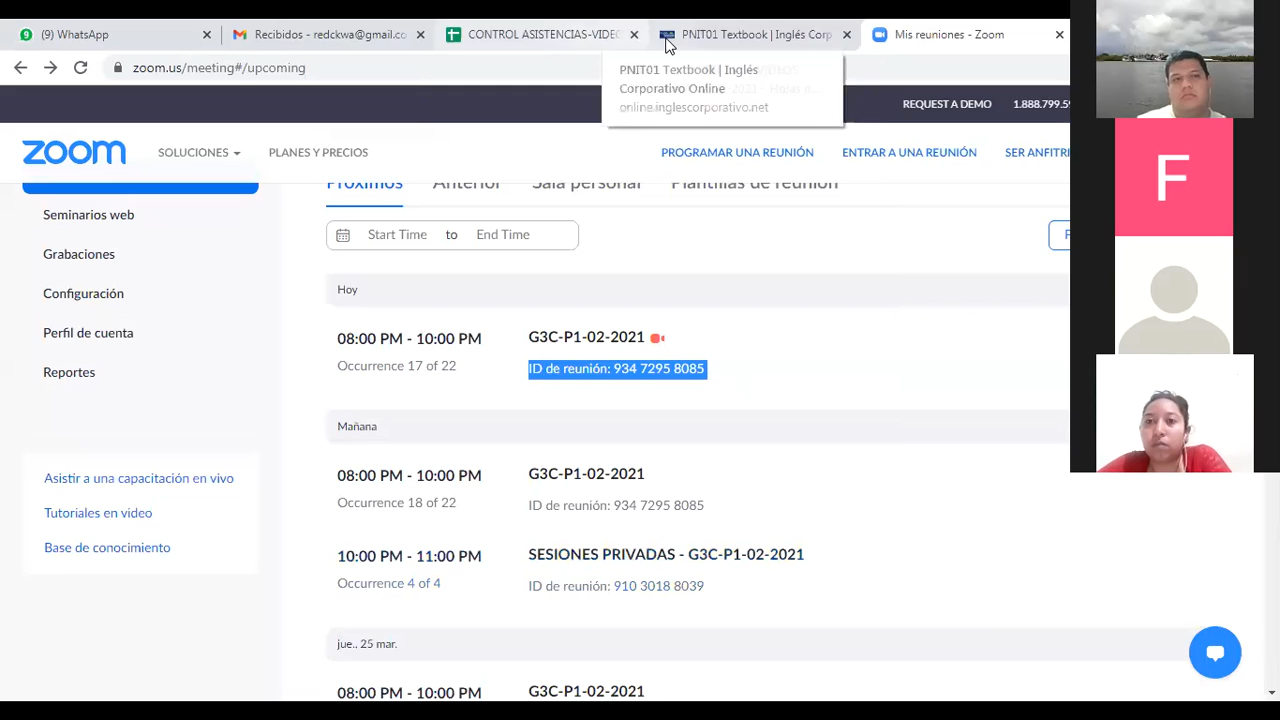 9 (9) WhatsApp
Recibidos - redckwa@gmail.co
CONTROL ASISTENCIAS-VIDEO
PNIT01 Textbook | Inglés Corp
Mis reuniones - Zoom
zoom.us/meeting#/upcoming
PNIT01 Textbook | Inglés
Corporativo Online
online.inglescorporativo.net
REQUEST A DEMO
1.888.799.59
zoom
SOLUCIONES
PLANES Y PRECIOS
PROGRAMAR UNA REUNIÓN
ENTRAR A UNA REUNIÓN
SER ANFITRI
Próximos
Anterior
Sala personal
Plantillas de reunión
Seminarios web
Grabaciones
Configuración
Perfil de cuenta
Reportes
Start Time to End Time
Hoy
08:00 PM - 10:00 PM
G3C-P1-02-2021
Occurrence 17 of 22
ID de reunión: 934 7295 8085
Mañana
08:00 PM - 10:00 PM
G3C-P1-02-2021
Occurrence 18 of 22
ID de reunión: 934 7295 8085
10:00 PM - 11:00 PM
SESIONES PRIVADAS - G3C-P1-02-2021
Occurrence 4 of 4
ID de reunión: 910 3018 8039
jue., 25 mar.
08:00 PM - 10:00 PM
G3C-P1-02-2021
Asistir a una capacitación en vivo
Tutoriales en video
Base de conocimiento
F